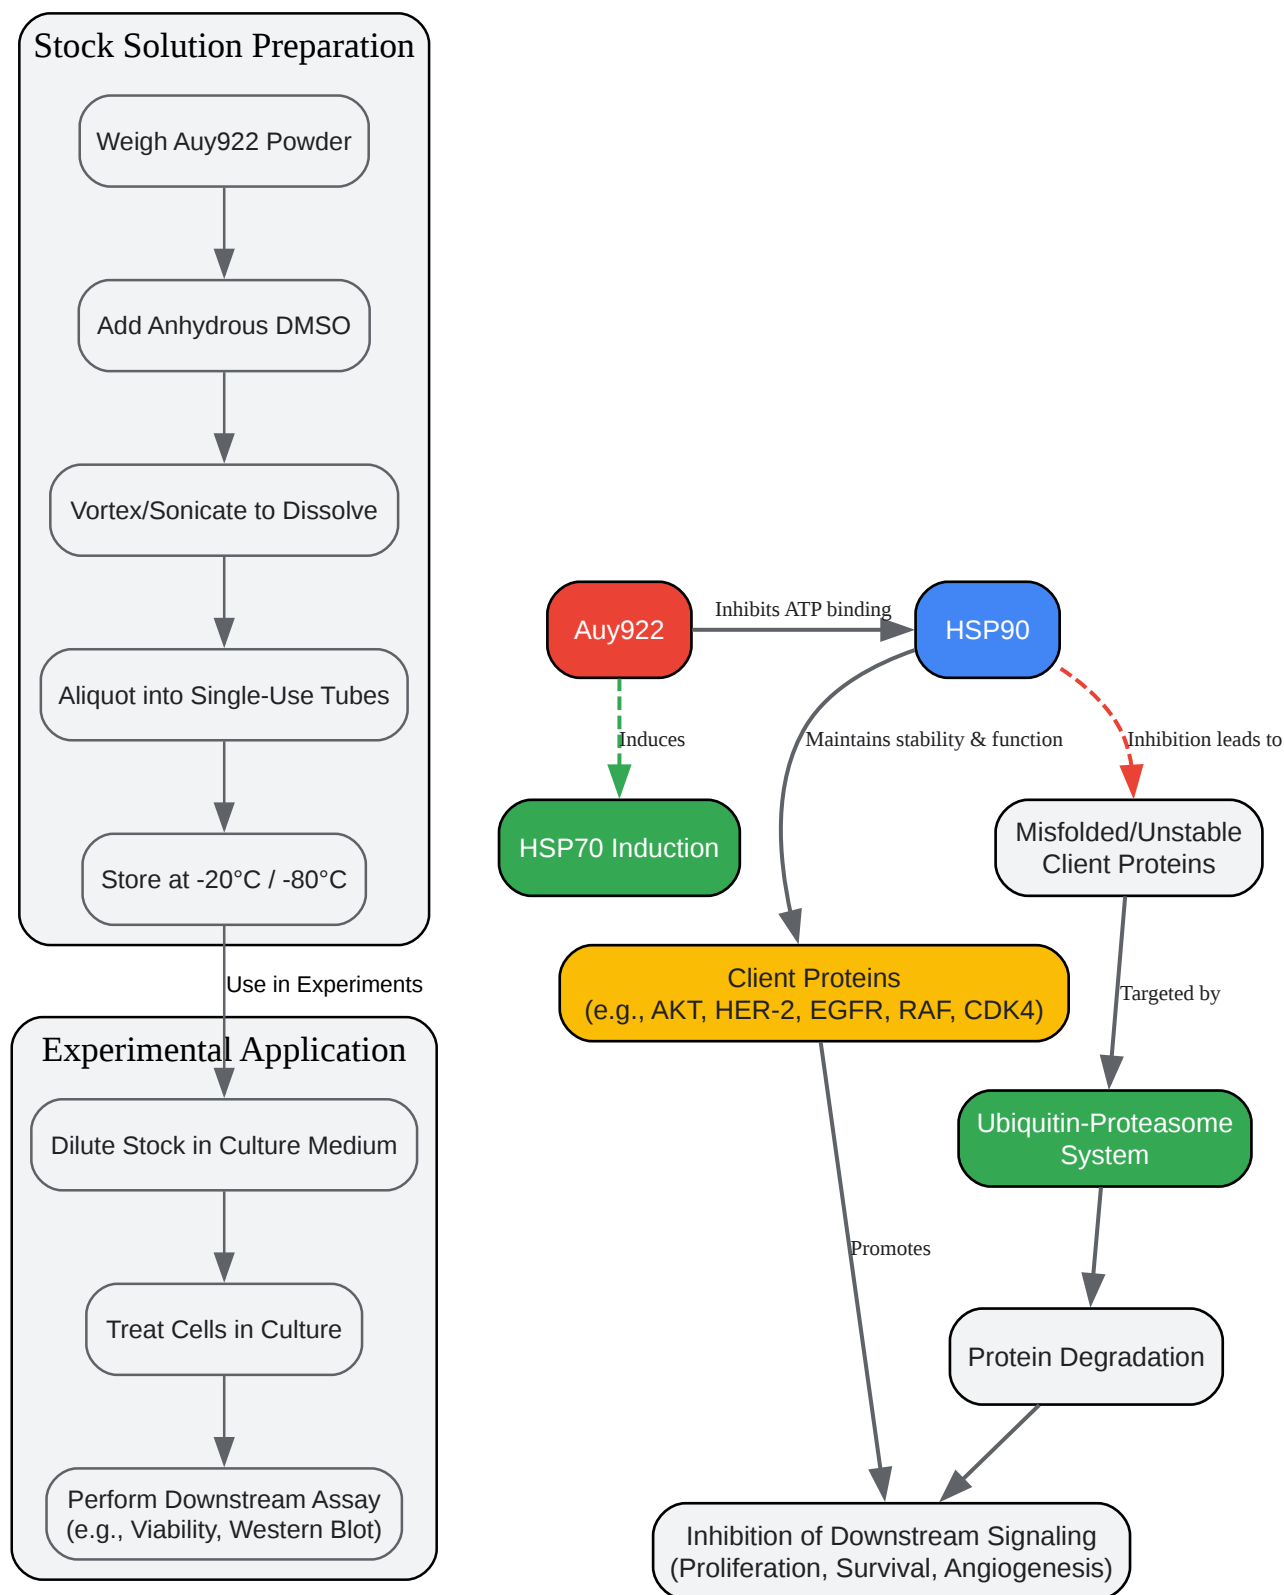 Stock Solution Preparation
Weigh Auy922 Powder
Add Anhydrous DMSO
Vortex/Sonicate to Dissolve
Aliquot into Single-Use Tubes
Store at -20°C / -80°C
Use in Experiments
Experimental Application
Dilute Stock in Culture Medium
Treat Cells in Culture
Perform Downstream Assay
(e.g., Viability, Western Blot)
Auy922
Inhibits ATP binding
HSP90
Induces
Maintains stability & function
Inhibition leads to
HSP70 Induction
Misfolded/Unstable
Client Proteins
Client Proteins
(e.g., AKT, HER-2, EGFR, RAF, CDK4)
Targeted by
Ubiquitin-Proteasome
System
Promotes
Protein Degradation
Inhibition of Downstream Signaling
(Proliferation, Survival, Angiogenesis)